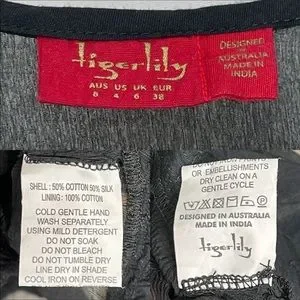 tigerlily
AUS US UK EUR
8 4 6 38
DESIGNED IN
AUSTRALIA
MADE IN
INDIA
SHELL : 50% COTTON 50% SILK
LINING: 100% COTTON
COLD GENTLE HAND
WASH SEPARATELY
USING MILD DETERGENT
DO NOT SOAK
DO NOT BLEACH
DO NOT TUMBLE DRY
LINE DRY IN SHADE
COOL IRON ON REVERSE
OR EMBELLISHMENTS
DRY CLEAN ON A
GENTLE CYCLE
DESIGNED IN AUSTRALIA
MADE IN INDIA
tigerlily